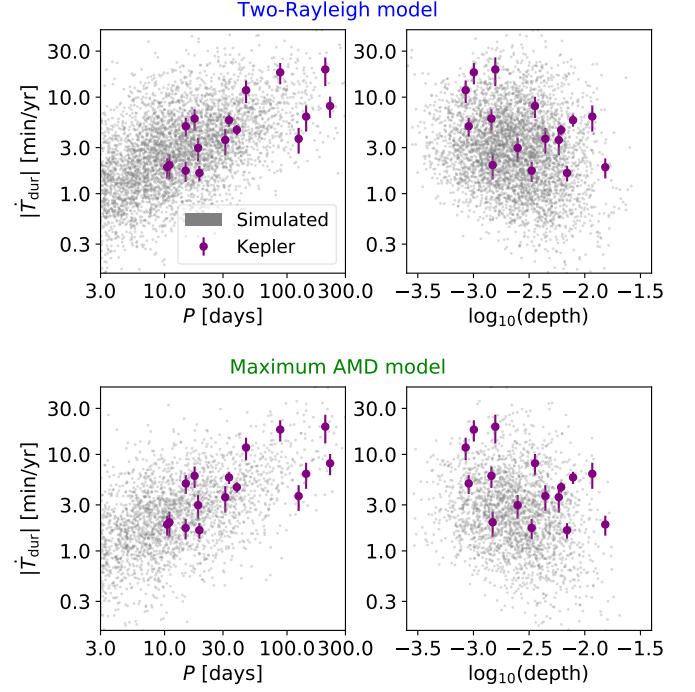 Two-Rayleigh model
30.0
10.0
3.0
1.0
0.3
|Ṫ_dur| [min/yr]
Simulated
Kepler
3.0 10.0 30.0 100.0 300.0
P [days]
30.0
10.0
3.0
1.0
0.3
−3.5 −3.0 −2.5 −2.0 −1.5
log₁₀(depth)
Maximum AMD model
30.0
10.0
3.0
1.0
0.3
|Ṫ_dur| [min/yr]
3.0 10.0 30.0 100.0 300.0
P [days]
30.0
10.0
3.0
1.0
0.3
−3.5 −3.0 −2.5 −2.0 −1.5
log₁₀(depth)